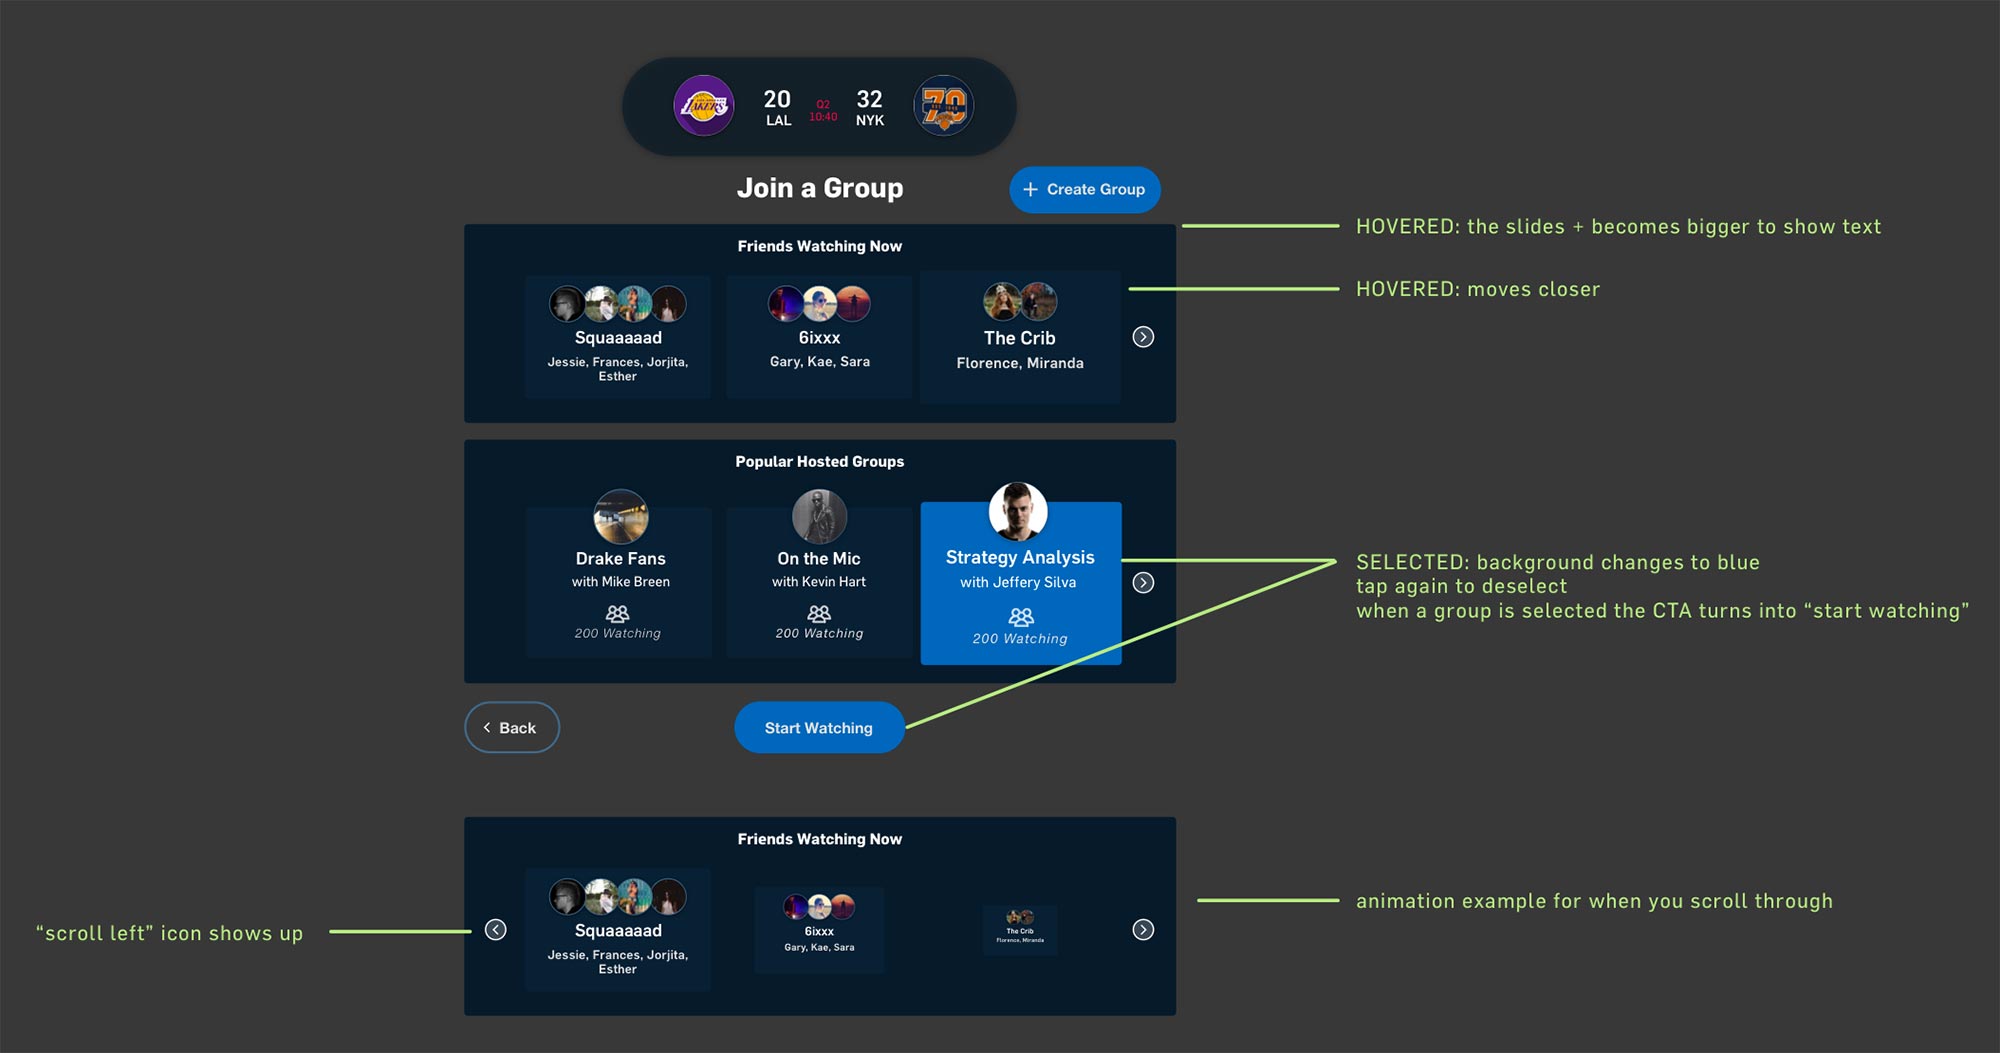 LAKERS
20
LAL
Q2
10:40
32
NYK
70
Join a Group
+ Create Group
HOVERED: the slides + becomes bigger to show text
Friends Watching Now
HOVERED: moves closer
Squaaaaad
Jessie, Frances, Jorjita,
Esther
6ixxx
Gary, Kae, Sara
The Crib
Florence, Miranda
Popular Hosted Groups
Drake Fans
with Mike Breen
200 Watching
On the Mic
with Kevin Hart
200 Watching
Strategy Analysis
with Jeffery Silva
200 Watching
SELECTED: background changes to blue
tap again to deselect
when a group is selected the CTA turns into “start watching”
Back
Start Watching
Friends Watching Now
“scroll left” icon shows up
Squaaaaad
Jessie, Frances, Jorjita,
Esther
6ixxx
Gary, Kae, Sara
The Crib
Florence, Miranda
animation example for when you scroll through